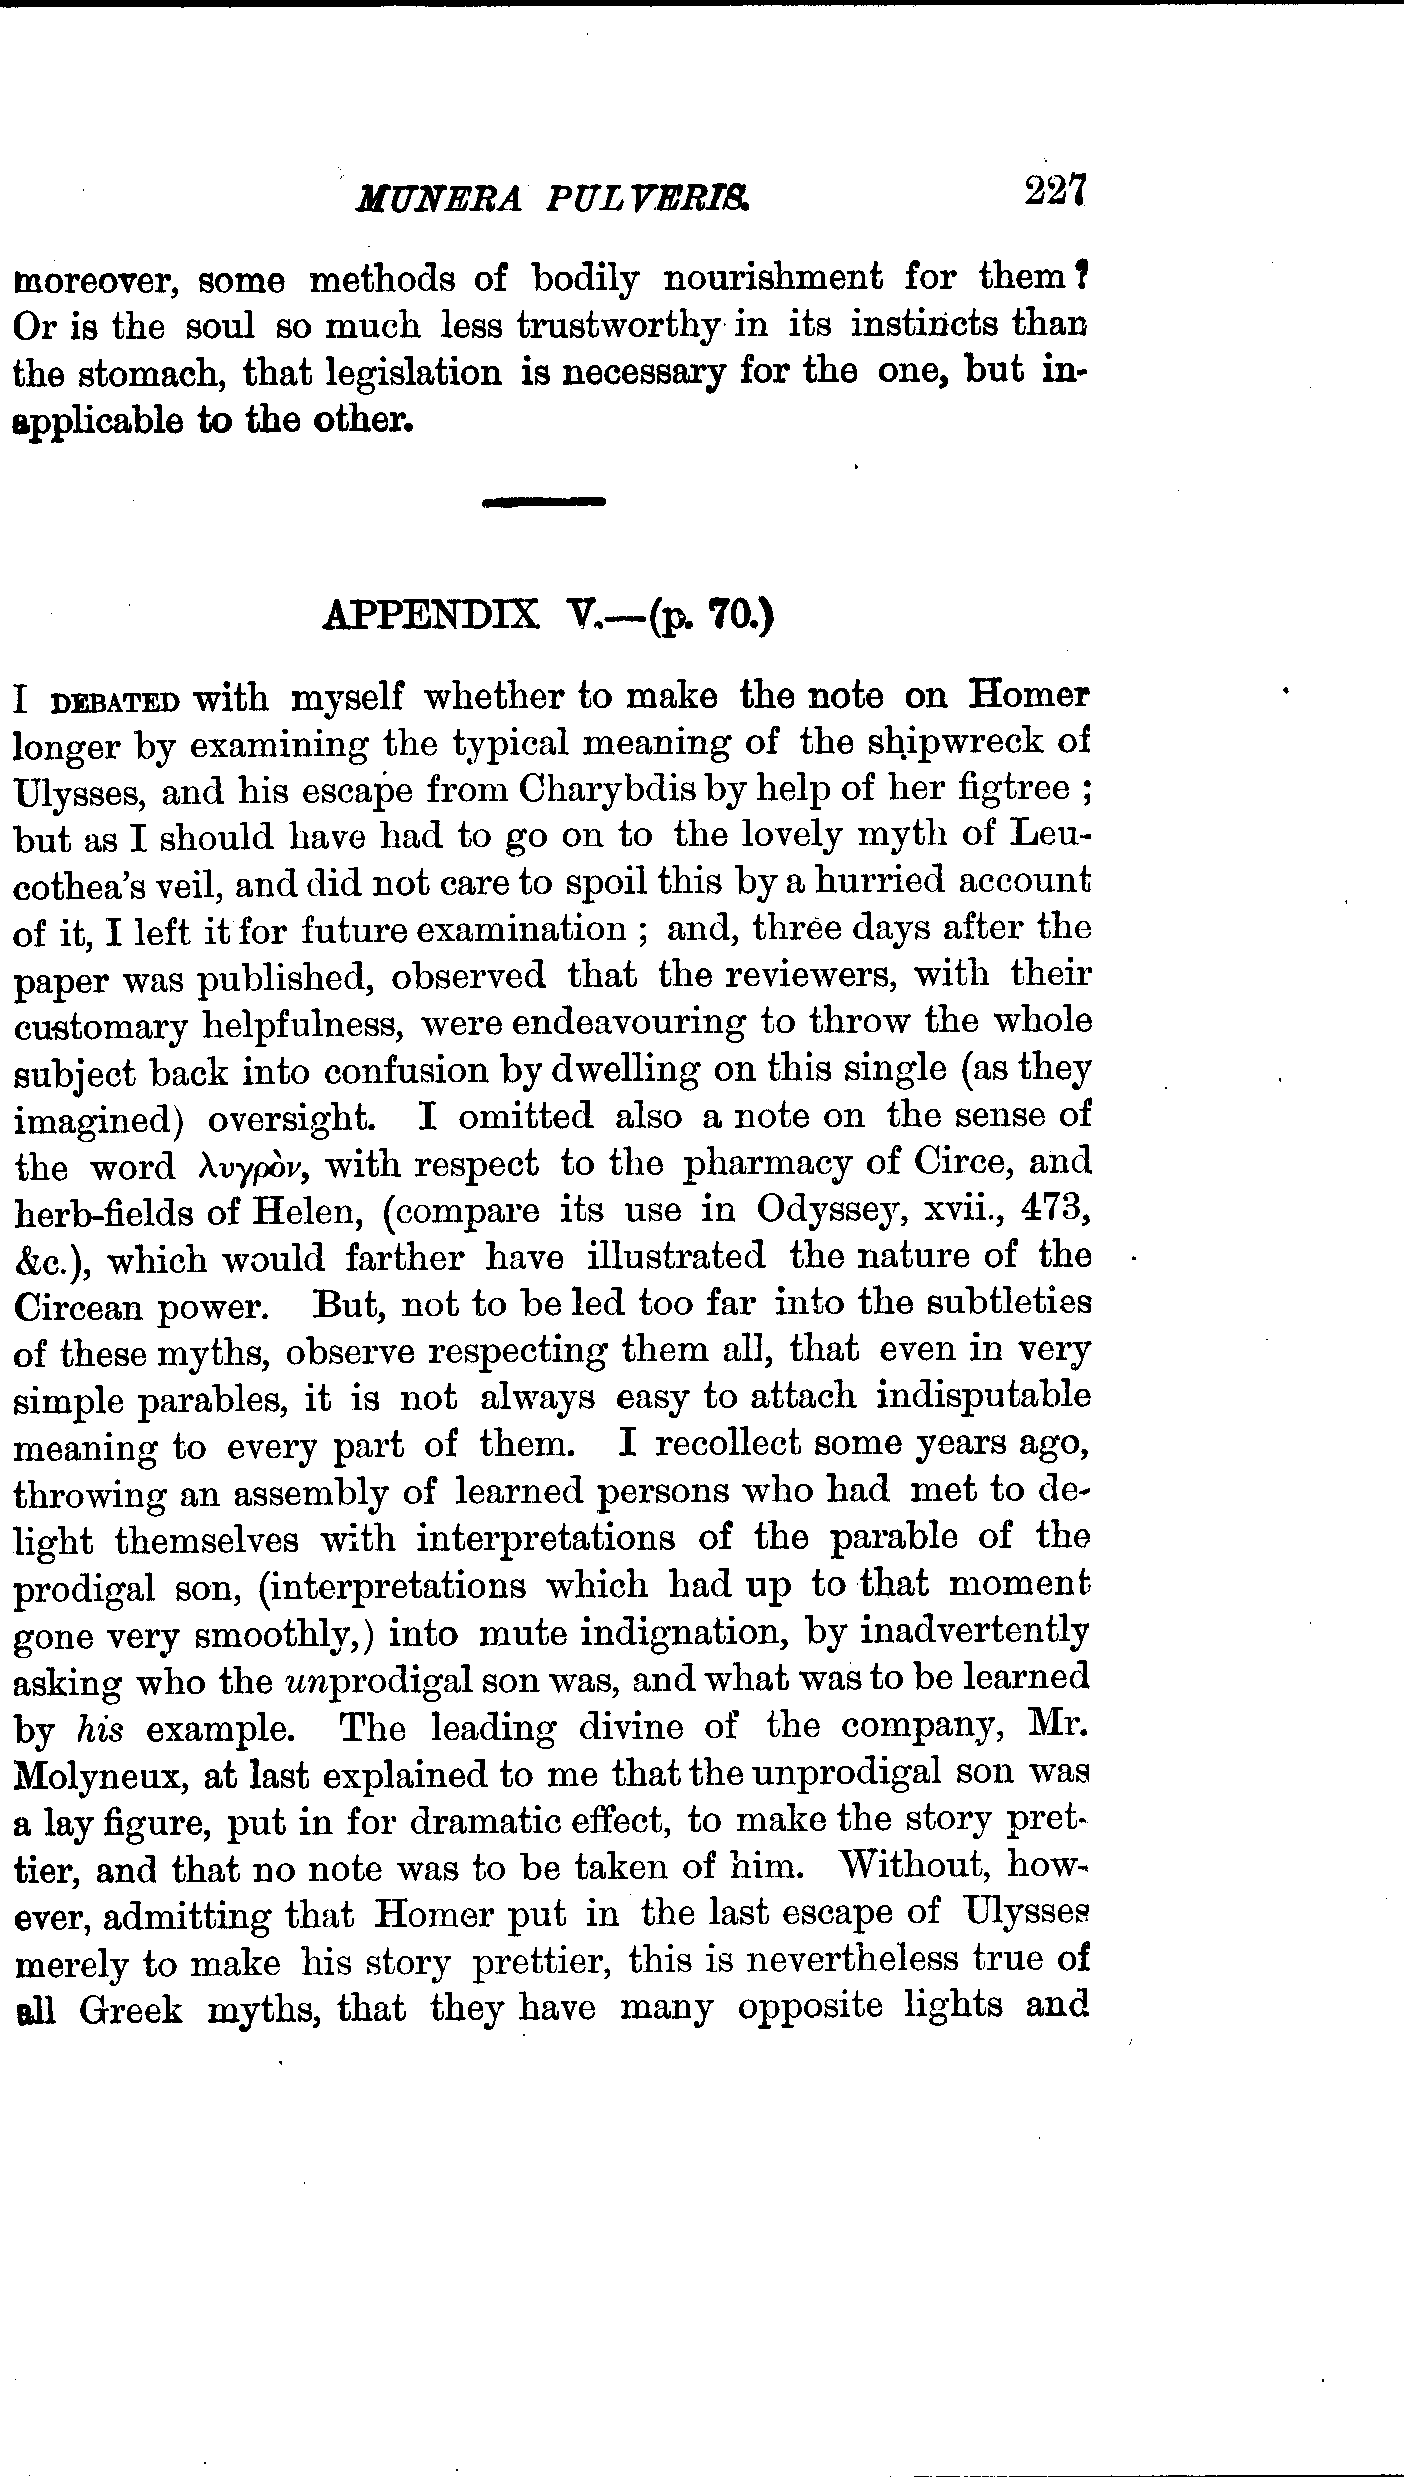 MUNERA PULVERIS. 227
moreover, some methods of bodily nourishment for them?
Or is the soul so much less trustworthy in its instincts than
the stomach, that legislation is necessary for the one, but in-
applicable to the other.
APPENDIX V.—(p. 70.)
I DEBATED with myself whether to make the note on Homer
longer by examining the typical meaning of the shipwreck of
Ulysses, and his escape from Charybdis by help of her figtree ;
but as I should have had to go on to the lovely myth of Leu-
cothea's veil, and did not care to spoil this by a hurried account
of it, I left it for future examination ; and, three days after the
paper was published, observed that the reviewers, with their
customary helpfulness, were endeavouring to throw the whole
subject back into confusion by dwelling on this single (as they
imagined) oversight. I omitted also a note on the sense of
the word λυγρὸν, with respect to the pharmacy of Circe, and
herb-fields of Helen, (compare its use in Odyssey, xvii., 473,
&c.), which would farther have illustrated the nature of the
Circean power. But, not to be led too far into the subtleties
of these myths, observe respecting them all, that even in very
simple parables, it is not always easy to attach indisputable
meaning to every part of them. I recollect some years ago,
throwing an assembly of learned persons who had met to de-
light themselves with interpretations of the parable of the
prodigal son, (interpretations which had up to that moment
gone very smoothly,) into mute indignation, by inadvertently
asking who the unprodigal son was, and what was to be learned
by his example. The leading divine of the company, Mr.
Molyneux, at last explained to me that the unprodigal son was
a lay figure, put in for dramatic effect, to make the story pret-
tier, and that no note was to be taken of him. Without, how-
ever, admitting that Homer put in the last escape of Ulysses
merely to make his story prettier, this is nevertheless true of
all Greek myths, that they have many opposite lights and